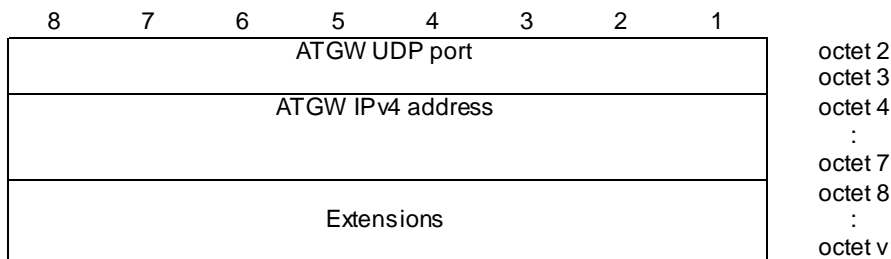 8 7 6 5 4 3 2 1
ATGW UDP port octet 2
octet 3
ATGW IPv4 address octet 4
:
octet 7
octet 8
Extensions :
octet v